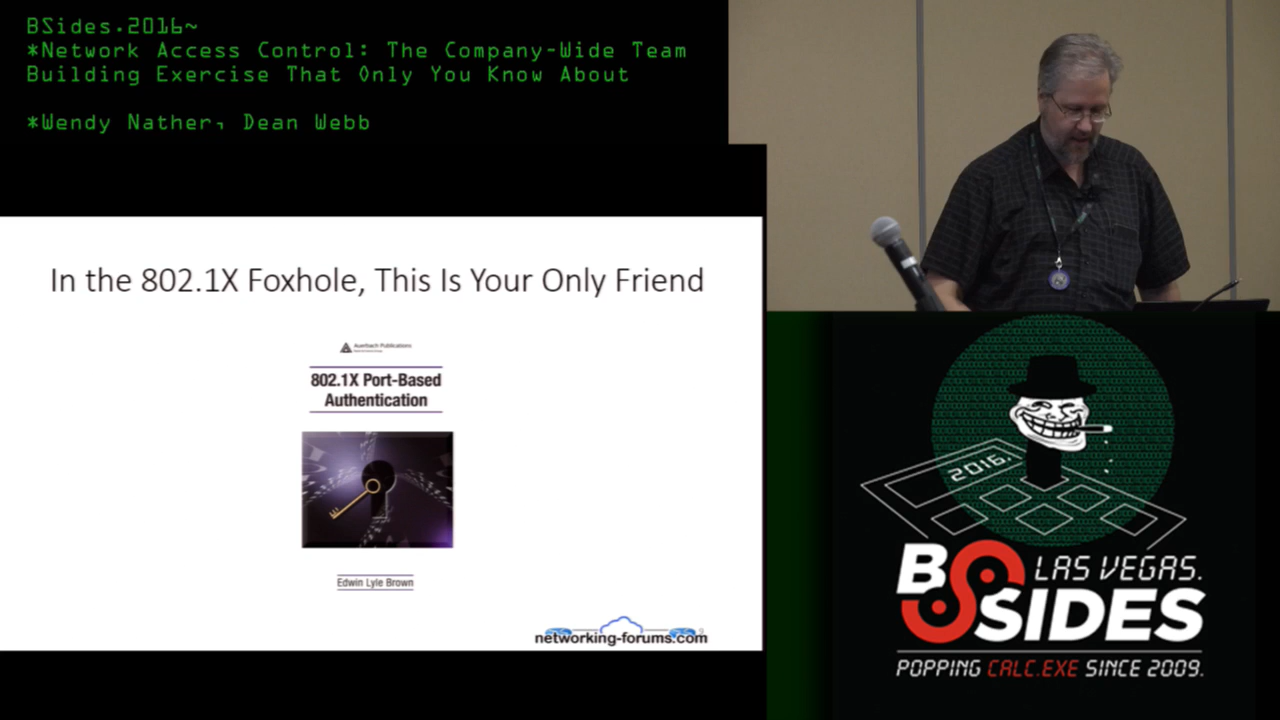 BSides.2016~
*Network Access Control: The Company-Wide Team
Building Exercise That Only You Know About
*Wendy Nather, Dean Webb
In the 802.1X Foxhole, This Is Your Only Friend
Auerbach Publications
802.1X Port-Based
Authentication
Edwin Lyle Brown
networking-forums.com
9
2016.
BSIDES
LAS VEGAS.
POPPING CALC.EXE SINCE 2009.